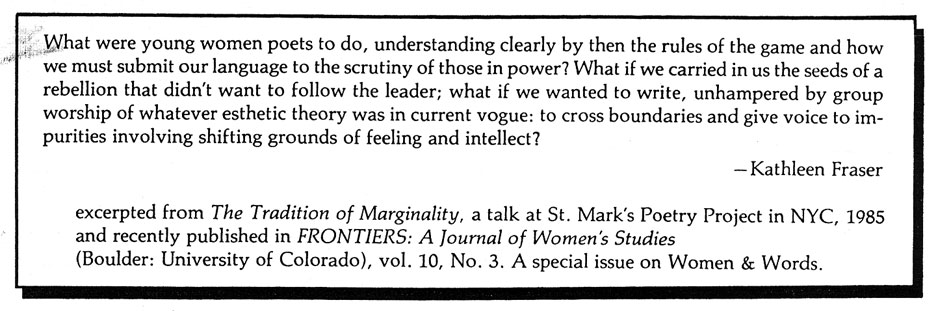 What were young women poets to do, understanding clearly by then the rules of the game and how
we must submit our language to the scrutiny of those in power? What if we carried in us the seeds of a
rebellion that didn't want to follow the leader; what if we wanted to write, unhampered by group
worship of whatever esthetic theory was in current vogue: to cross boundaries and give voice to im-
purities involving shifting grounds of feeling and intellect?
—Kathleen Fraser
excerpted from The Tradition of Marginality, a talk at St. Mark's Poetry Project in NYC, 1985
and recently published in FRONTIERS: A Journal of Women's Studies
(Boulder: University of Colorado), vol. 10, No. 3. A special issue on Women & Words.